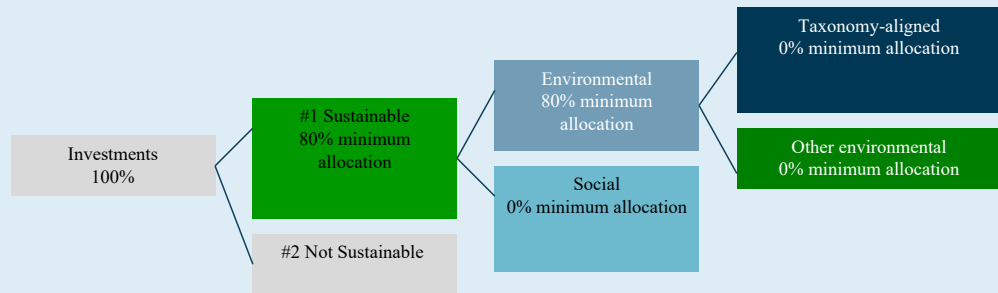 Investments
100%
#1 Sustainable
80% minimum
allocation
#2 Not Sustainable
Environmental
80% minimum
allocation
Social
0% minimum allocation
Taxonomy-aligned
0% minimum allocation
Other environmental
0% minimum allocation